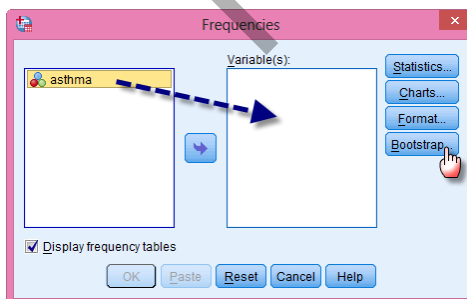 Frequencies
Variable(s):
asthma
Statistics...
Charts...
Format...
Bootstrap...
Display frequency tables
OK Paste Reset Cancel Help